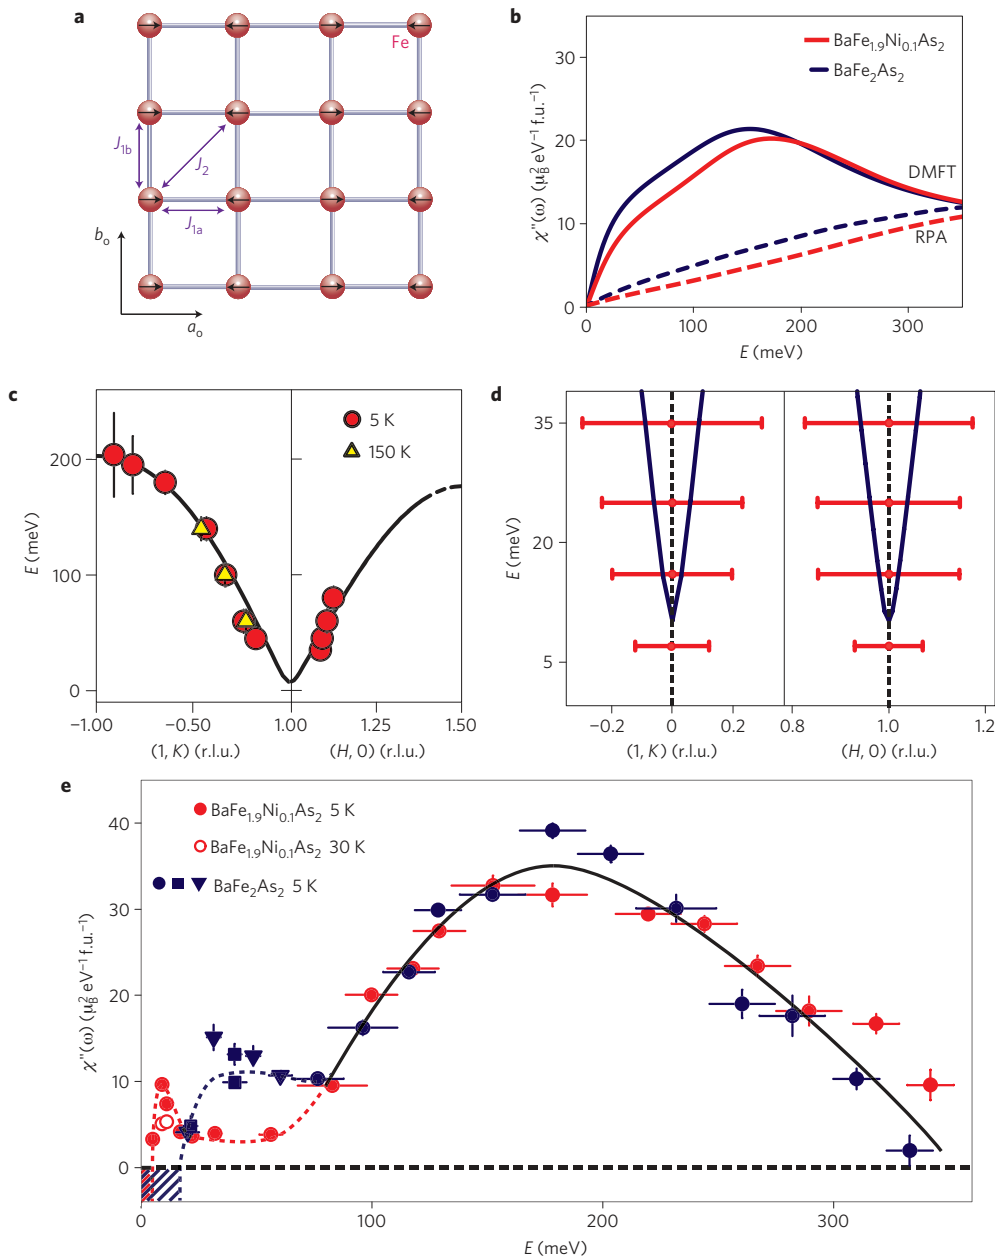 a
Fe
J1b
J2
J1a
bo
ao
b
BaFe1.9Ni0.1As2
BaFe2As2
30
20
10
0
χ″(ω) (μB2 eV−1 f.u.−1)
DMFT
RPA
0 100 200 300
E (meV)
c
5 K
150 K
200
100
0
E (meV)
−1.00 −0.50 1.00 1.25 1.50
(1, K) (r.l.u.) (H, 0) (r.l.u.)
d
35
20
5
E (meV)
−0.2 0 0.2 0.8 1.0 1.2
(1, K) (r.l.u.) (H, 0) (r.l.u.)
e
BaFe1.9Ni0.1As2 5 K
BaFe1.9Ni0.1As2 30 K
BaFe2As2 5 K
40
30
20
10
0
χ″(ω) (μB2 eV−1 f.u.−1)
0 100 200 300
E (meV)